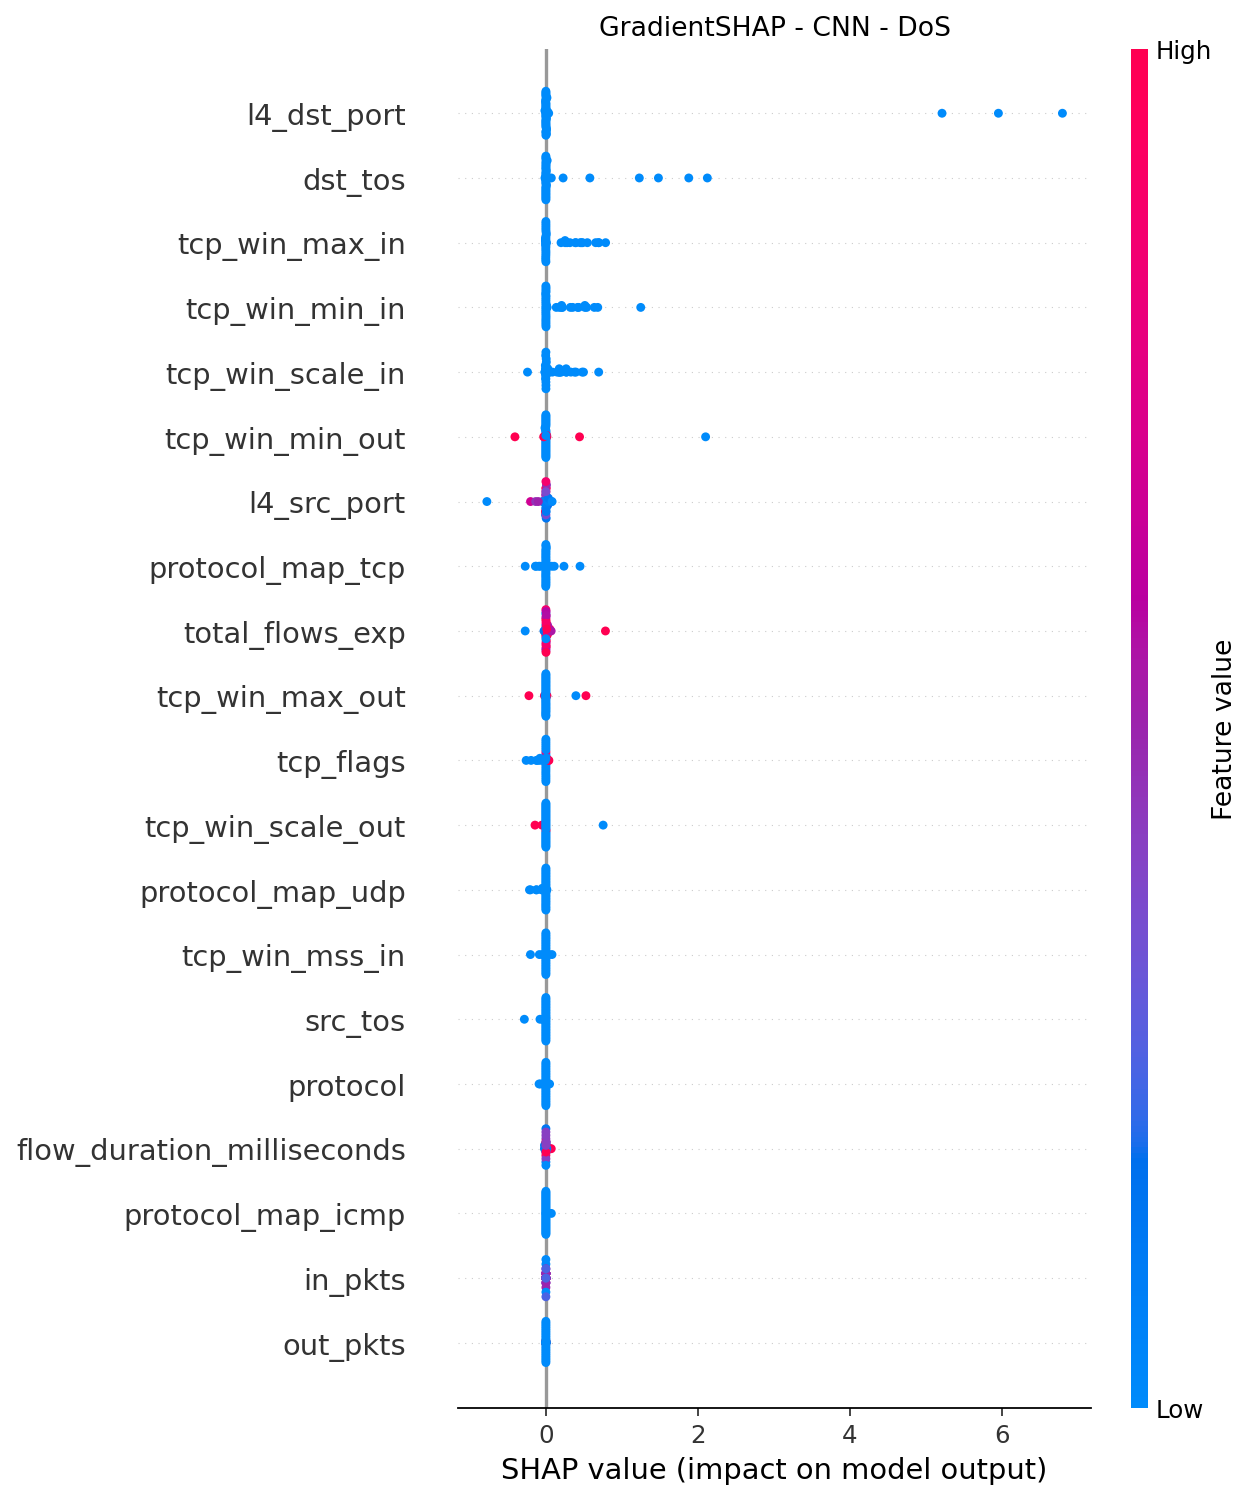 GradientSHAP - CNN - DoS
High
l4_dst_port
dst_tos
tcp_win_max_in
tcp_win_min_in
tcp_win_scale_in
tcp_win_min_out
l4_src_port
protocol_map_tcp
total_flows_exp
tcp_win_max_out
tcp_flags
tcp_win_scale_out
protocol_map_udp
tcp_win_mss_in
src_tos
protocol
flow_duration_milliseconds
protocol_map_icmp
in_pkts
out_pkts
Feature value
Low
0 2 4 6
SHAP value (impact on model output)